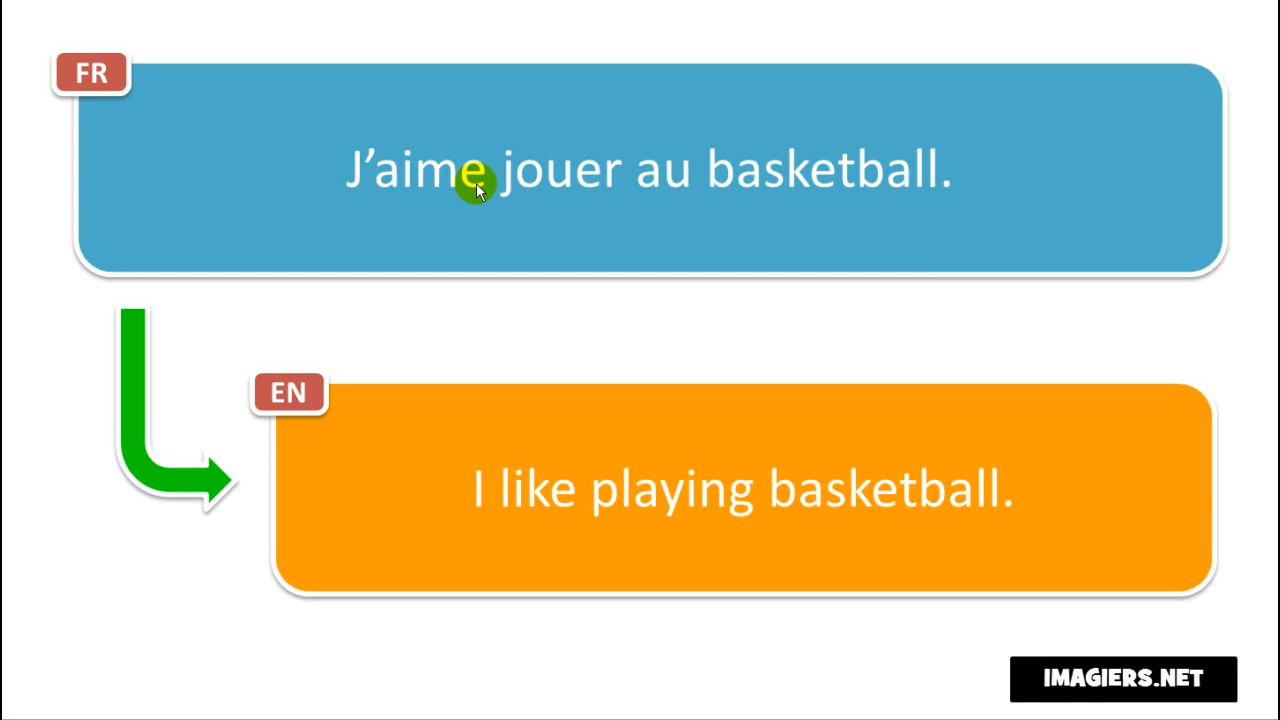 FR
J’aime jouer au basketball.
EN
I like playing basketball.
IMAGIERS.NET